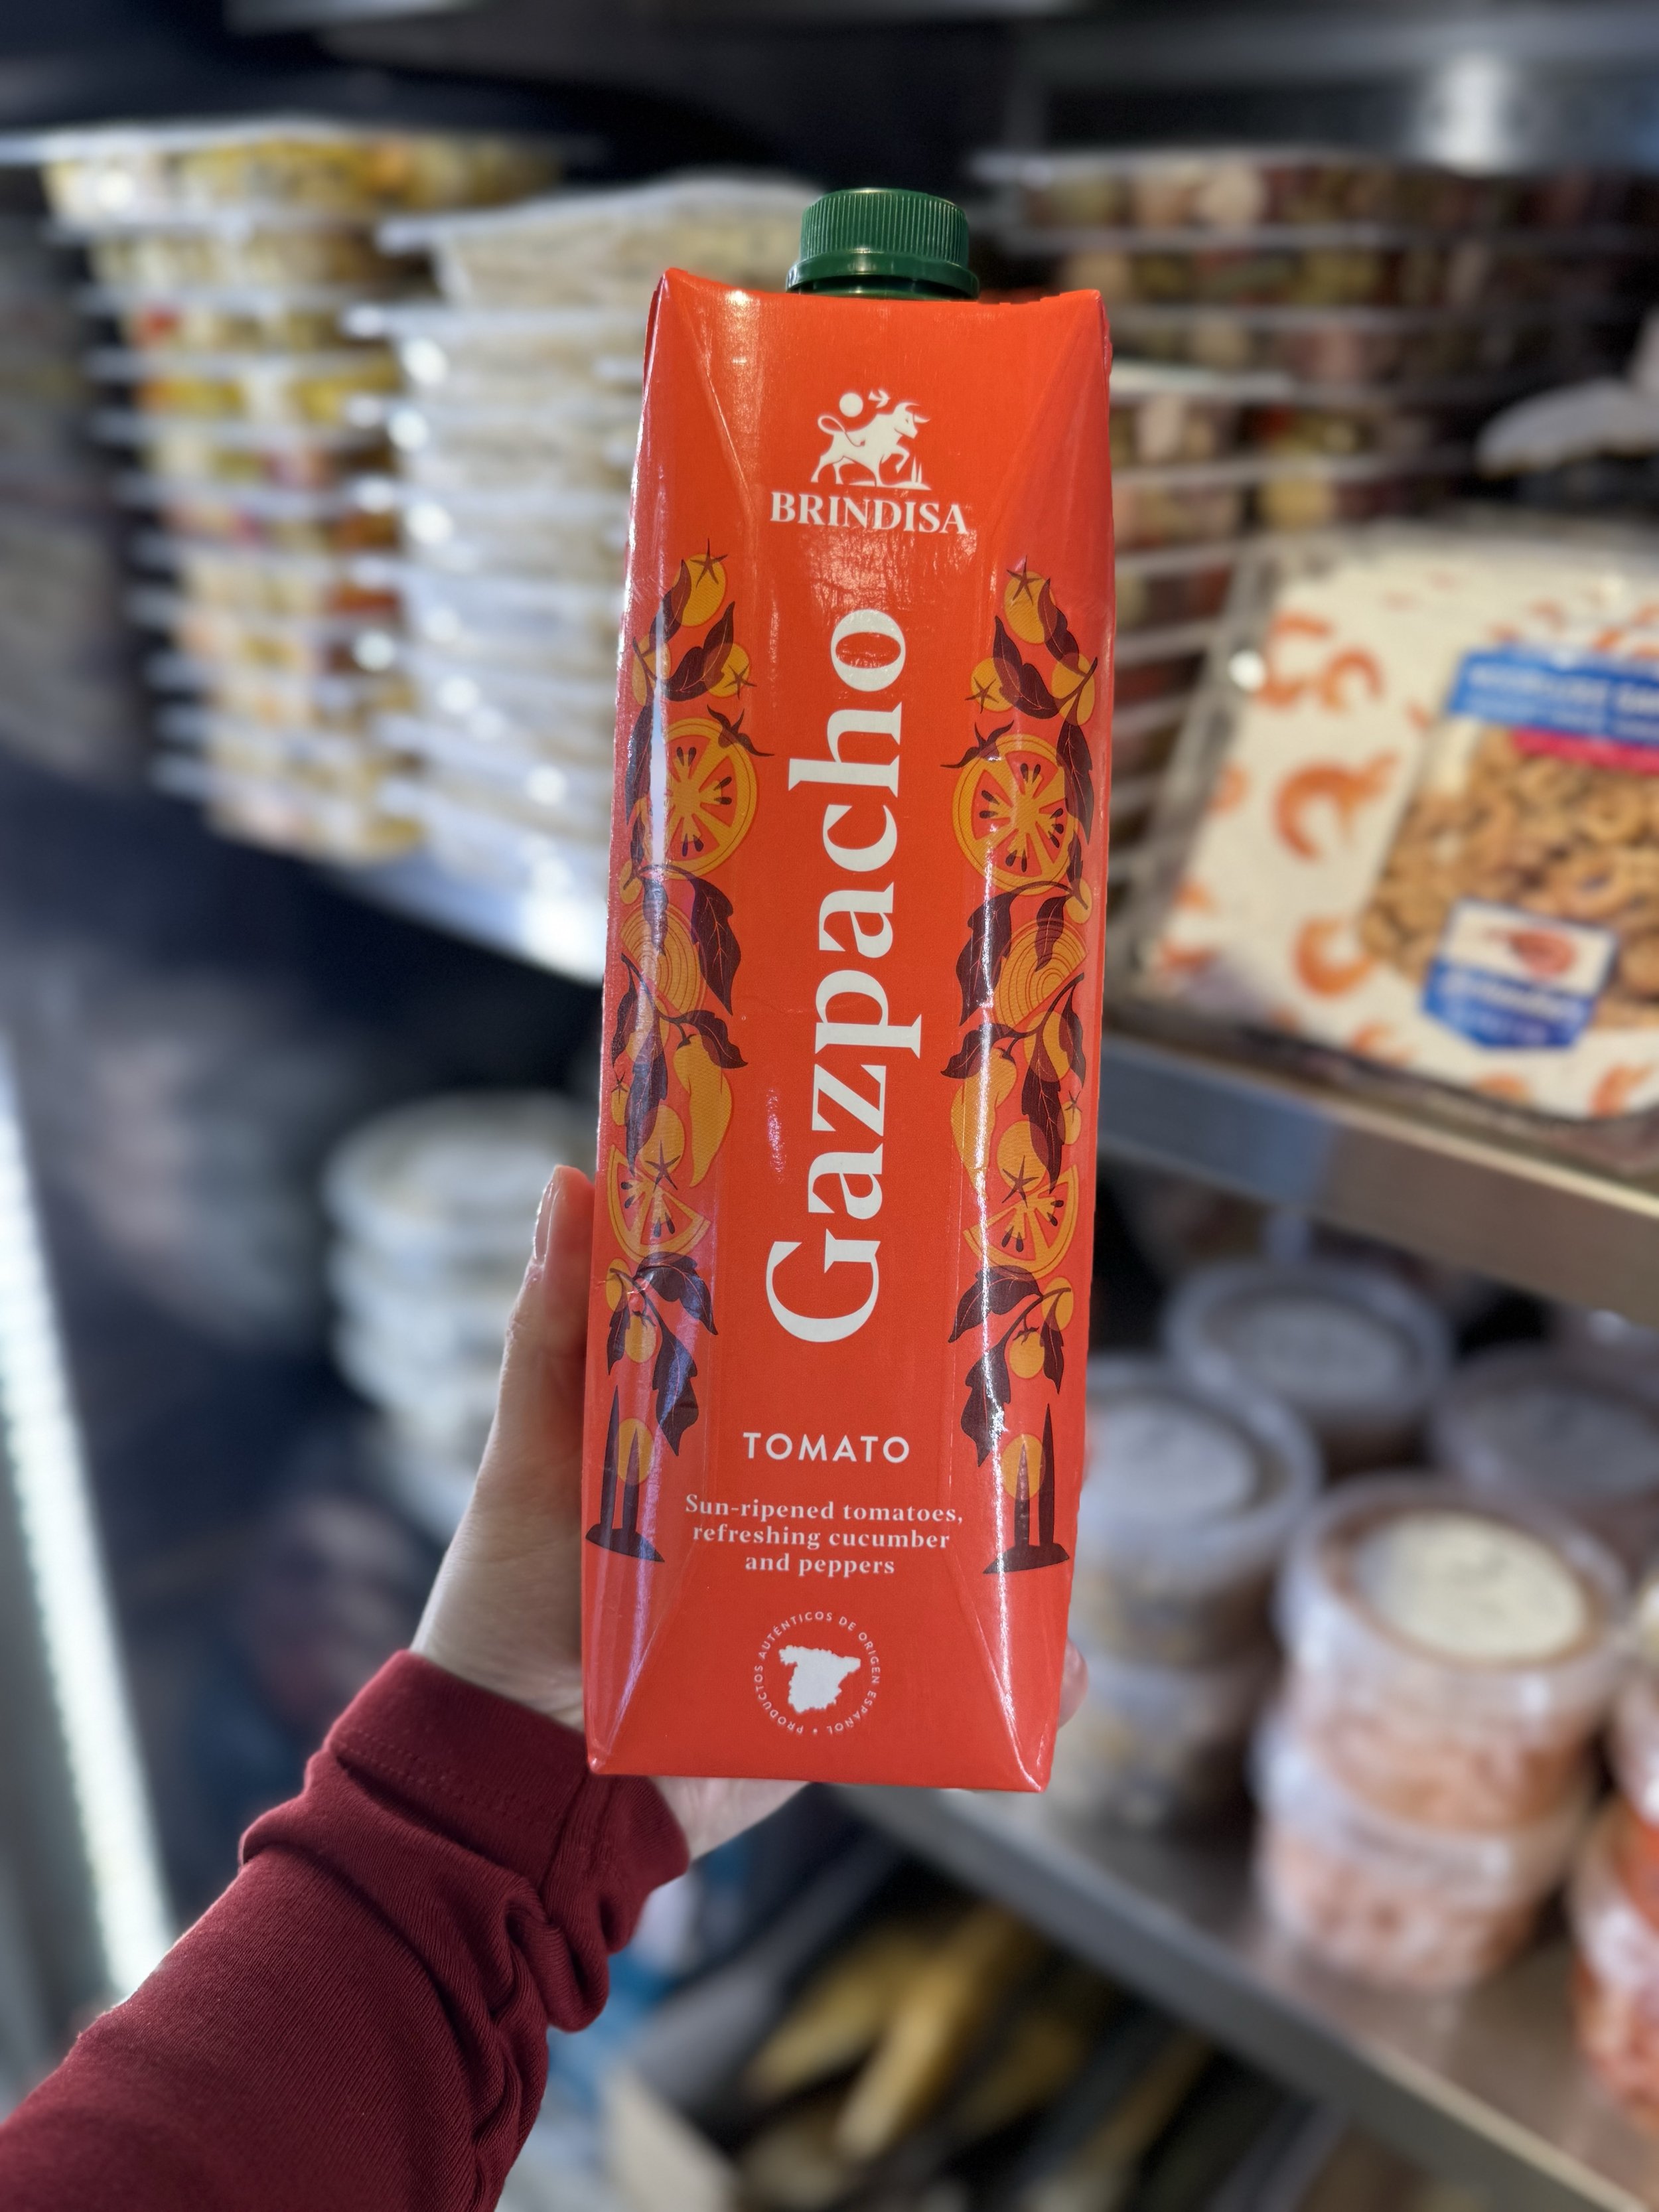 BRINDISA
Gazpacho
TOMATO
Sun-ripened tomatoes,
refreshing cucumber
and peppers
PRODUCTOS AUTÉNTICOS DE ORIGEN ESPAÑOL •